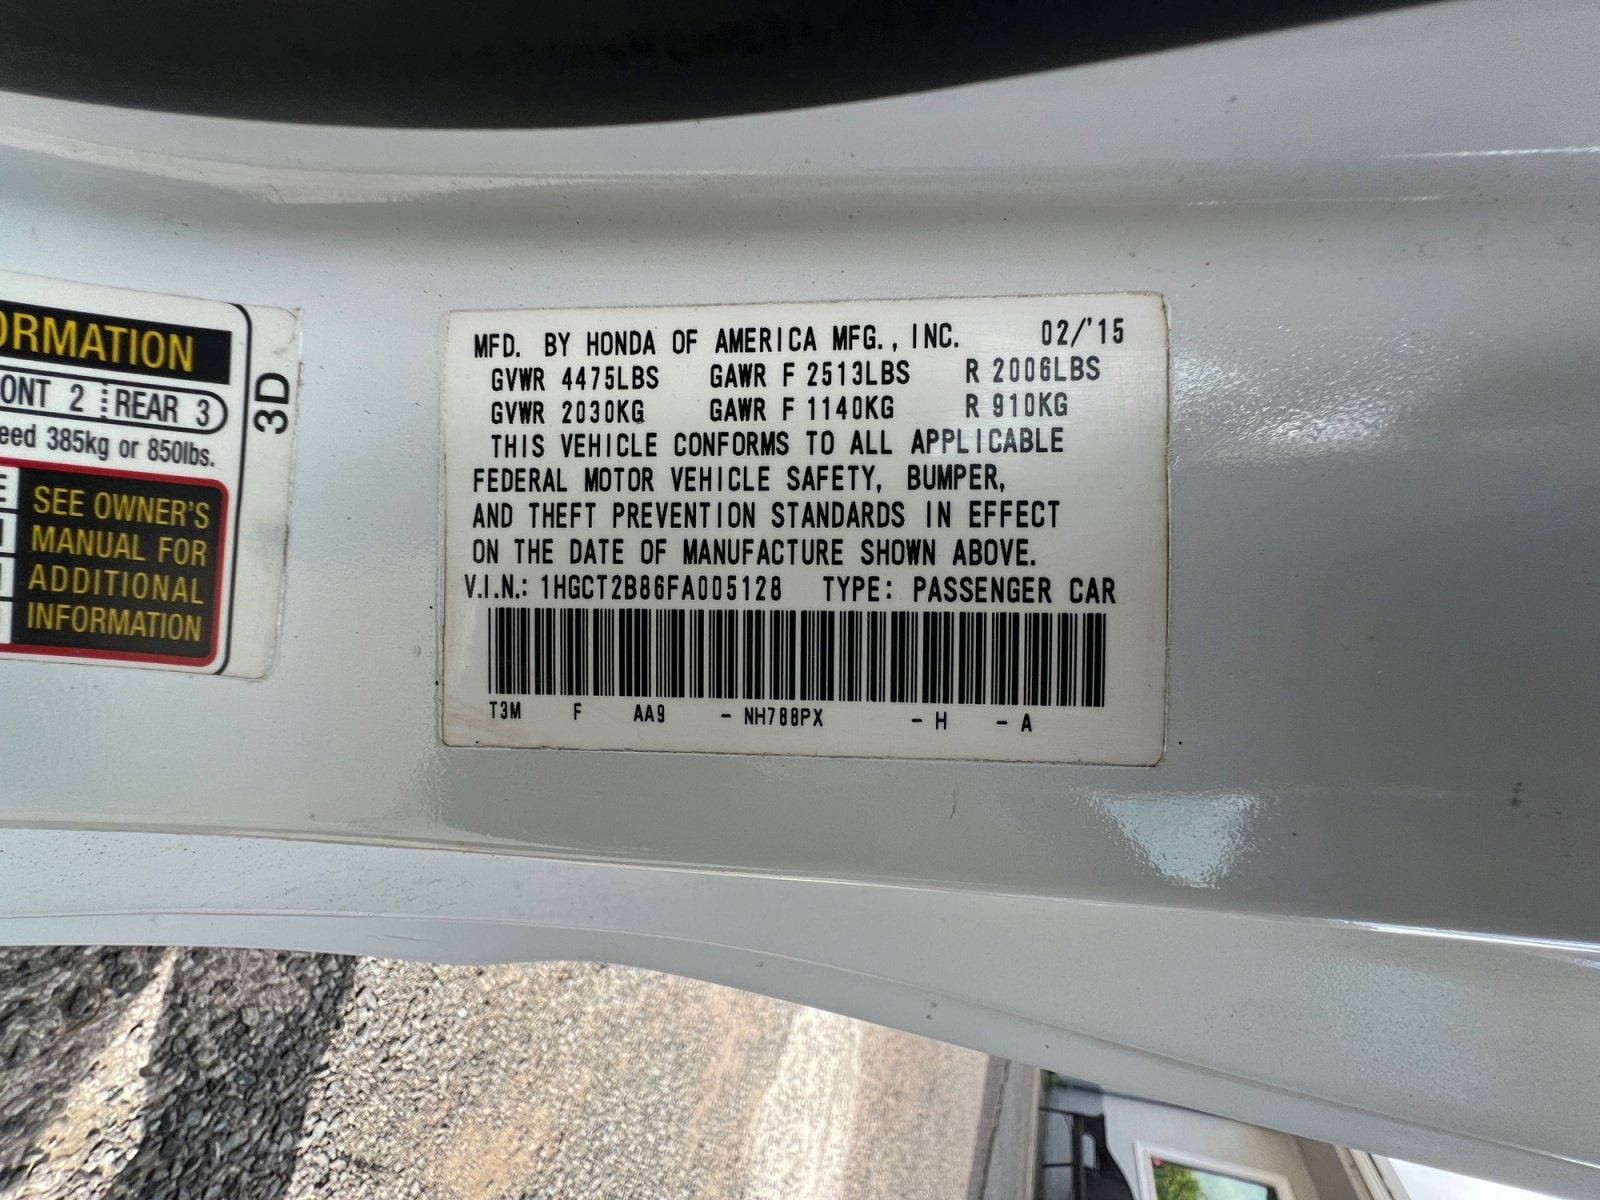 ORMATION
ONT 2 REAR 3
eed 385kg or 850lbs.
3D
E
SEE OWNER'S
MANUAL FOR
ADDITIONAL
INFORMATION
MFD. BY HONDA OF AMERICA MFG., INC. 02/'15
GVWR 4475LBS GAWR F 2513LBS R 2006LBS
GVWR 2030KG GAWR F 1140KG R 910KG
THIS VEHICLE CONFORMS TO ALL APPLICABLE
FEDERAL MOTOR VEHICLE SAFETY, BUMPER,
AND THEFT PREVENTION STANDARDS IN EFFECT
ON THE DATE OF MANUFACTURE SHOWN ABOVE.
V.I.N.: 1HGCT2B86FA005128 TYPE: PASSENGER CAR
T3M F AA9 - NH788PX - H - A